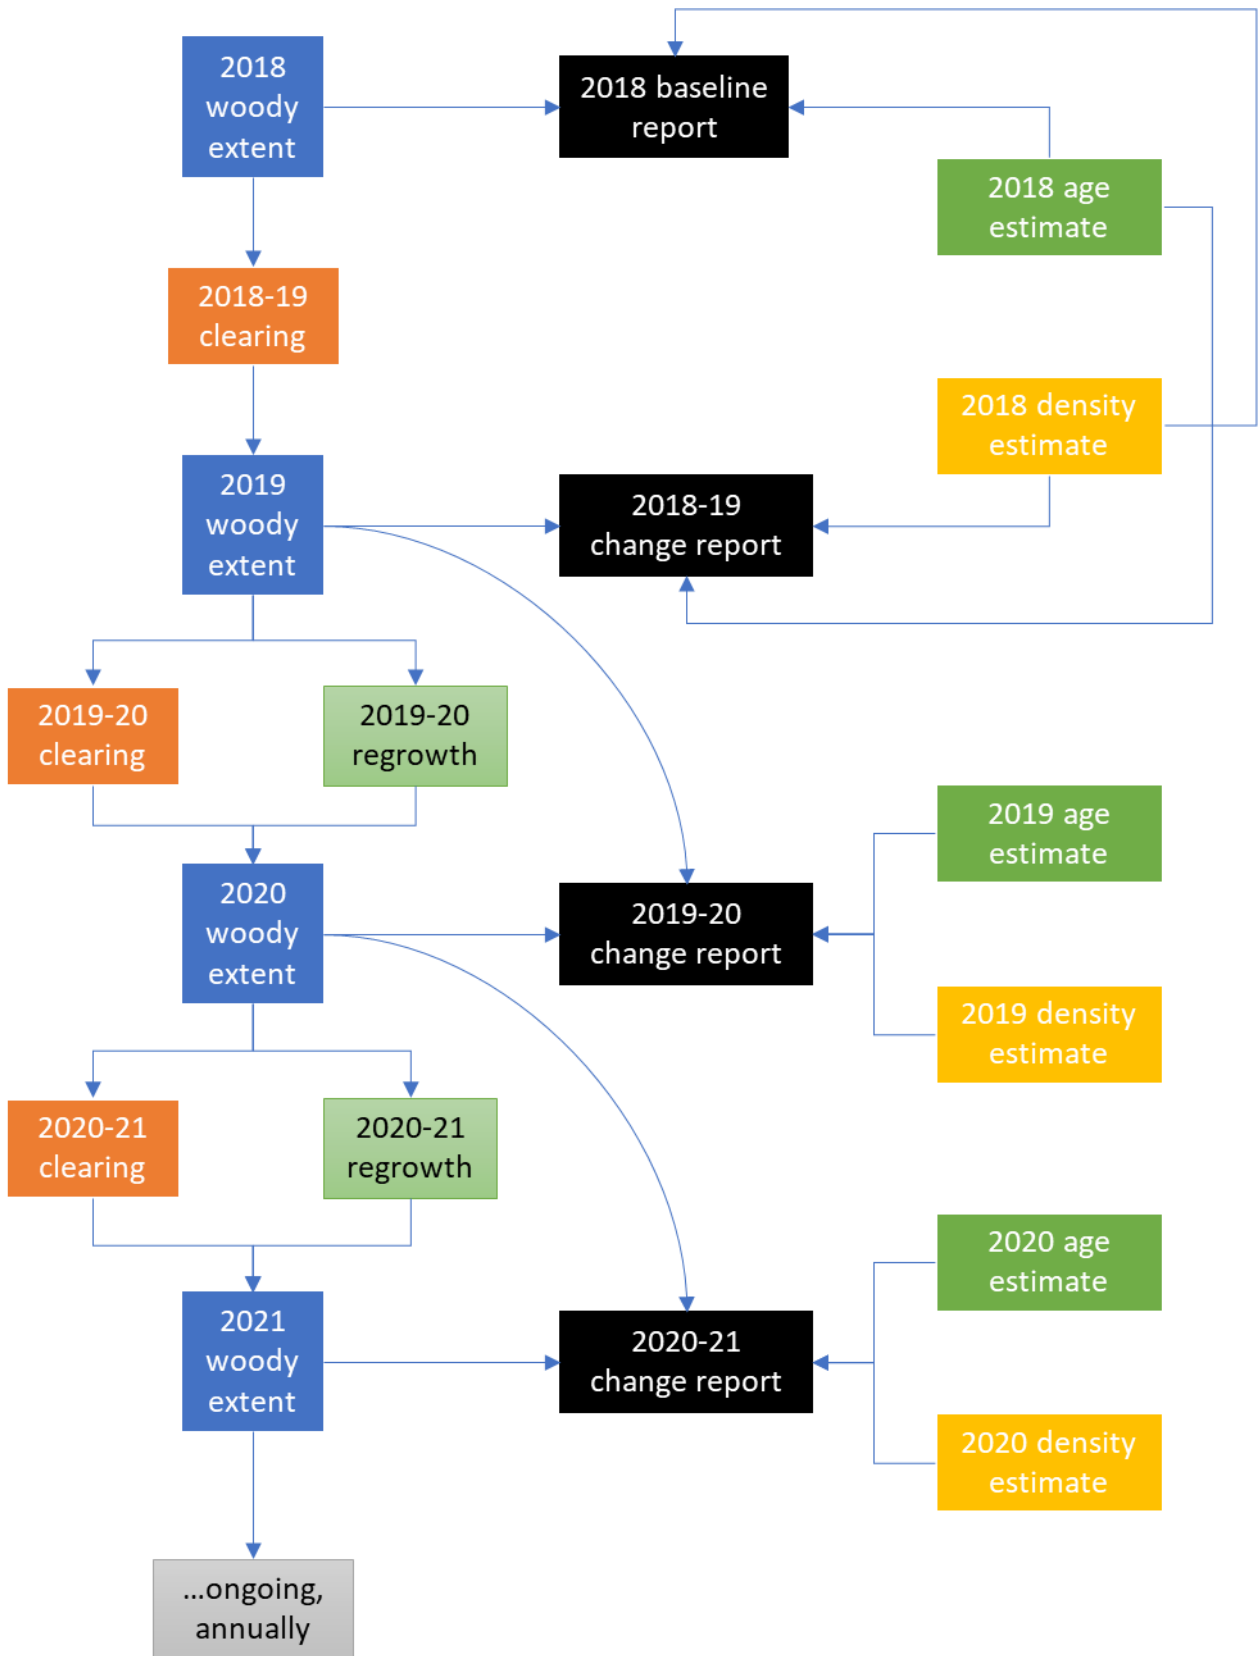 2018
woody
extent
2018 baseline
report
2018 age
estimate
2018-19
clearing
2018 density
estimate
2019
woody
extent
2018-19
change report
2019-20
clearing
2019-20
regrowth
2019 age
estimate
2020
woody
extent
2019-20
change report
2019 density
estimate
2020-21
clearing
2020-21
regrowth
2020 age
estimate
2021
woody
extent
2020-21
change report
2020 density
estimate
...ongoing,
annually